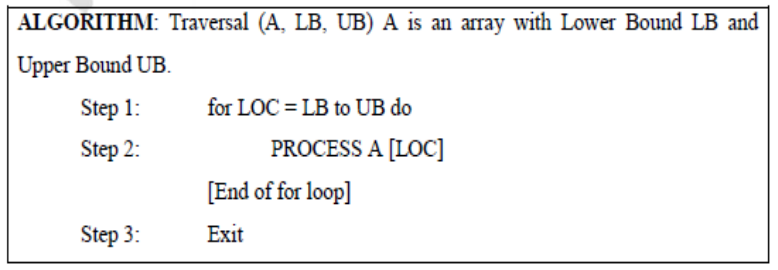 ALGORITHM: Traversal (A, LB, UB) A is an array with Lower Bound LB and
Upper Bound UB.
Step 1: for LOC = LB to UB do
Step 2: PROCESS A [LOC]
[End of for loop]
Step 3: Exit